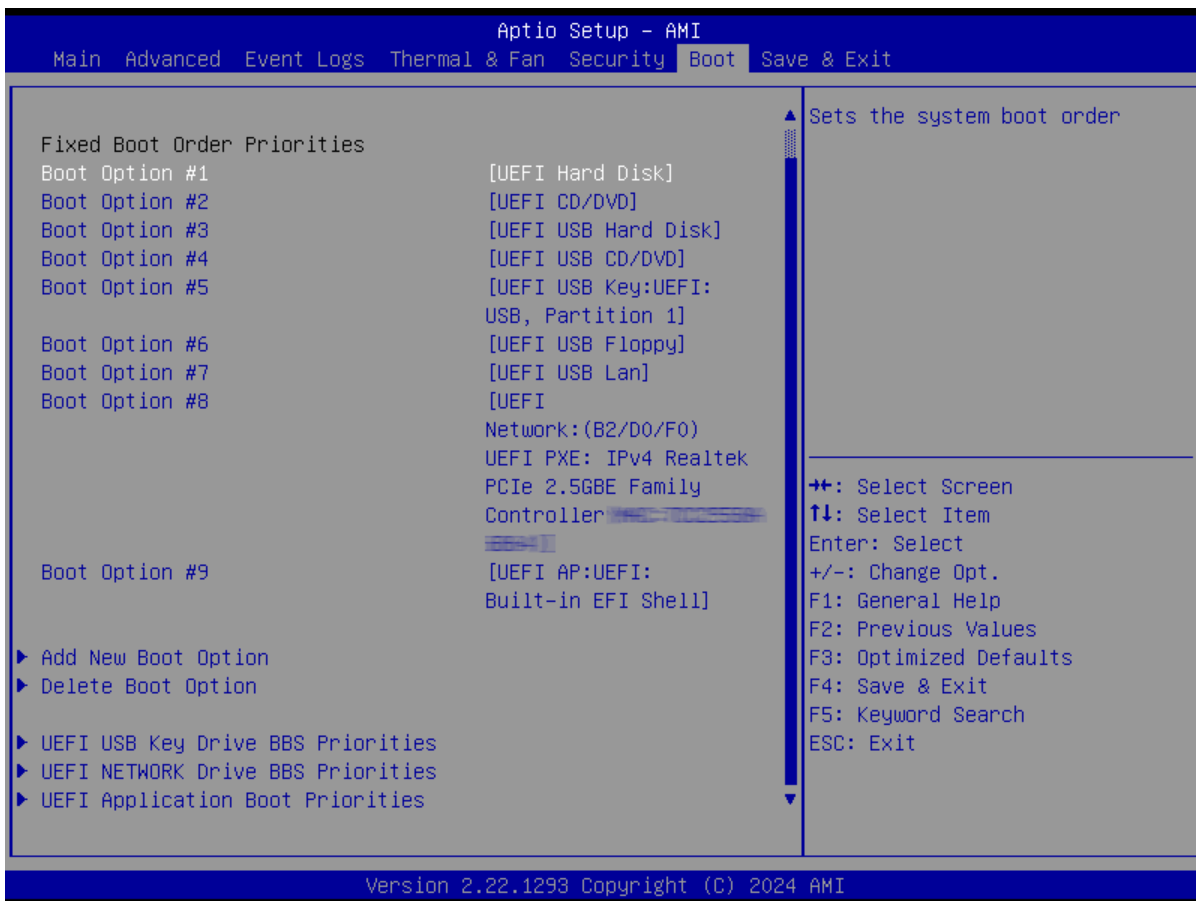 Aptio Setup – AMI
Main Advanced Event Logs Thermal & Fan Security Boot Save & Exit
Fixed Boot Order Priorities
Boot Option #1 [UEFI Hard Disk]
Boot Option #2 [UEFI CD/DVD]
Boot Option #3 [UEFI USB Hard Disk]
Boot Option #4 [UEFI USB CD/DVD]
Boot Option #5 [UEFI USB Key:UEFI:
USB, Partition 1]
Boot Option #6 [UEFI USB Floppy]
Boot Option #7 [UEFI USB Lan]
Boot Option #8 [UEFI
Network:(B2/D0/F0)
UEFI PXE: IPv4 Realtek
PCIe 2.5GBE Family
Controller
Boot Option #9 [UEFI AP:UEFI:
Built-in EFI Shell]
Add New Boot Option
Delete Boot Option
UEFI USB Key Drive BBS Priorities
UEFI NETWORK Drive BBS Priorities
UEFI Application Boot Priorities
Sets the system boot order
→←: Select Screen
↑↓: Select Item
Enter: Select
+/-: Change Opt.
F1: General Help
F2: Previous Values
F3: Optimized Defaults
F4: Save & Exit
F5: Keyword Search
ESC: Exit
Version 2.22.1293 Copyright (C) 2024 AMI